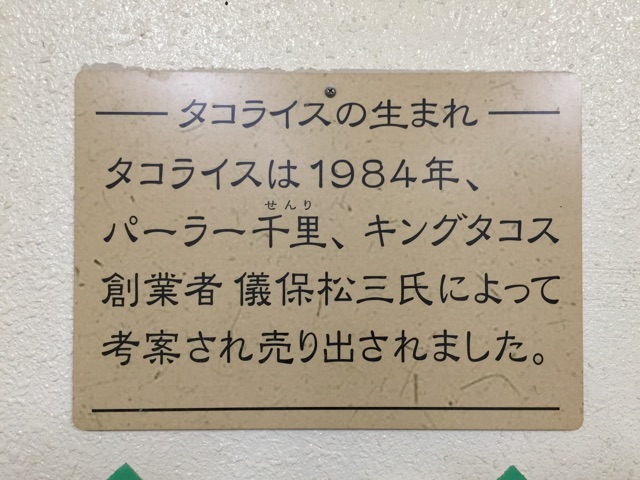 タコライスの生まれ
タコライスは1984年、
パーラー千里、キングタコス
せんり
創業者 儀保松三氏によって
考案され売り出されました。